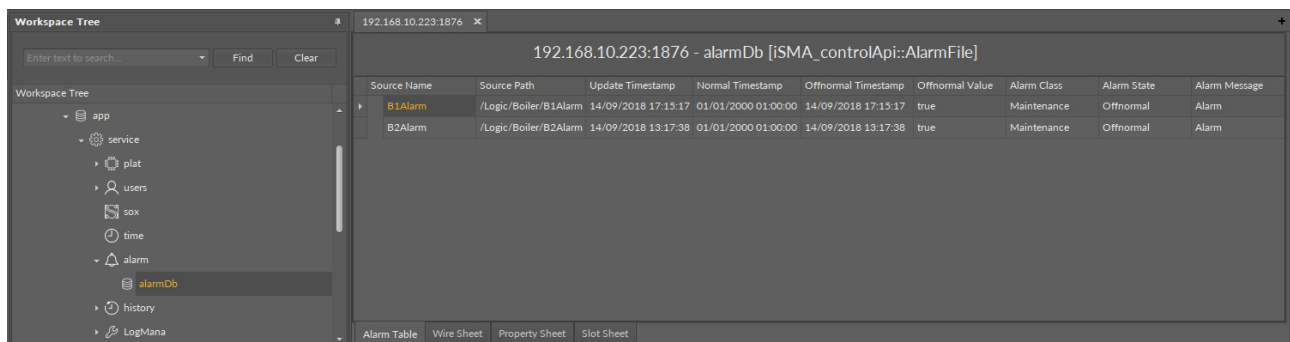 Workspace Tree
Enter text to search...
Find
Clear
Workspace Tree
app
service
plat
users
sox
time
alarm
alarmDb
history
LogMana
192.168.10.223:1876
192.168.10.223:1876 - alarmDb [iSMA_controlApi::AlarmFile]
Source Name Source Path Update Timestamp Normal Timestamp Offnormal Timestamp Offnormal Value Alarm Class Alarm State Alarm Message
B1Alarm /Logic/Boiler/B1Alarm 14/09/2018 17:15:17 01/01/2000 01:00:00 14/09/2018 17:15:17 true Maintenance Offnormal Alarm
B2Alarm /Logic/Boiler/B2Alarm 14/09/2018 13:17:38 01/01/2000 01:00:00 14/09/2018 13:17:38 true Maintenance Offnormal Alarm
Alarm Table Wire Sheet Property Sheet Slot Sheet